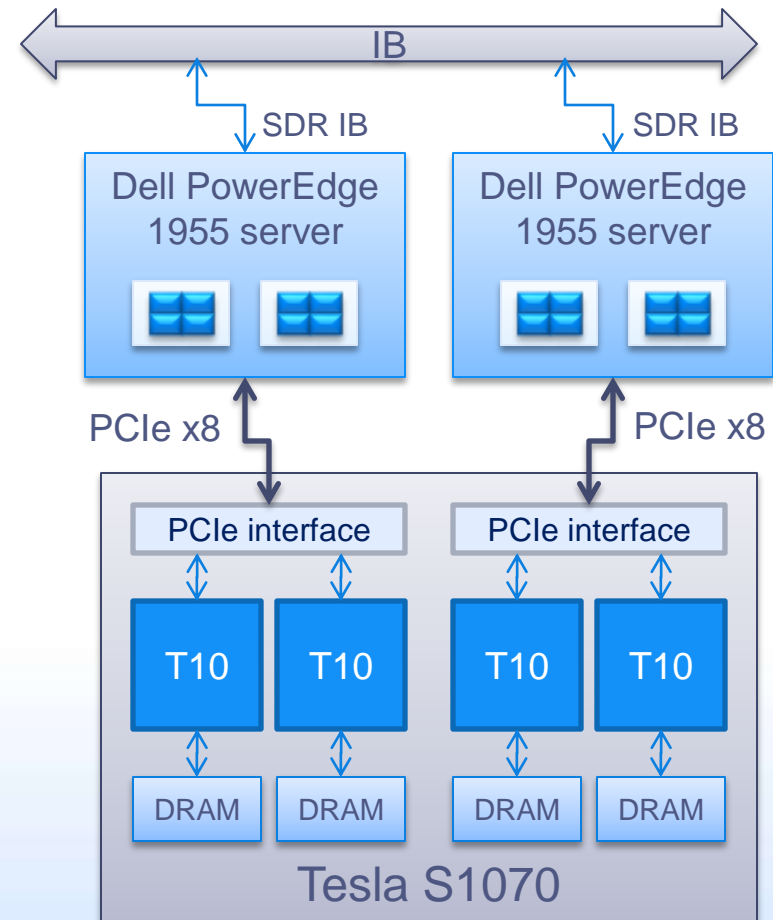 IB
SDR IB
SDR IB
Dell PowerEdge
1955 server
Dell PowerEdge
1955 server
PCIe x8
PCIe x8
PCIe interface
PCIe interface
T10
T10
T10
T10
DRAM
DRAM
DRAM
DRAM
Tesla S1070